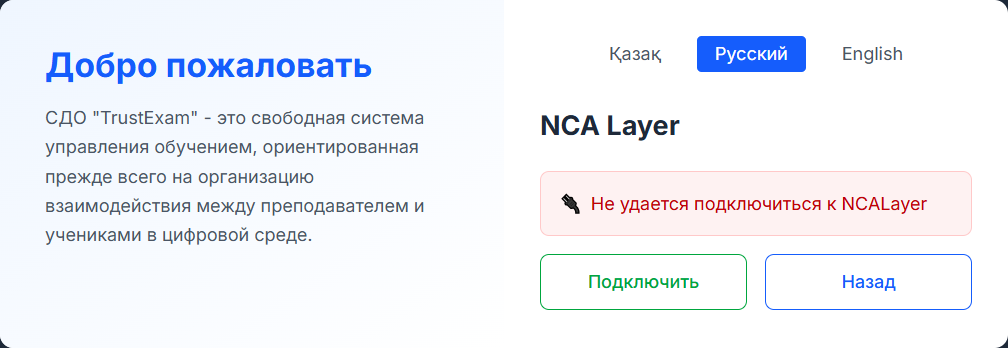 Добро пожаловать
СДО "TrustExam" - это свободная система
управления обучением, ориентированная
прежде всего на организацию
взаимодействия между преподавателем и
учениками в цифровой среде.
Қазақ
Русский
English
NCA Layer
Не удается подключиться к NCALayer
Подключить
Назад